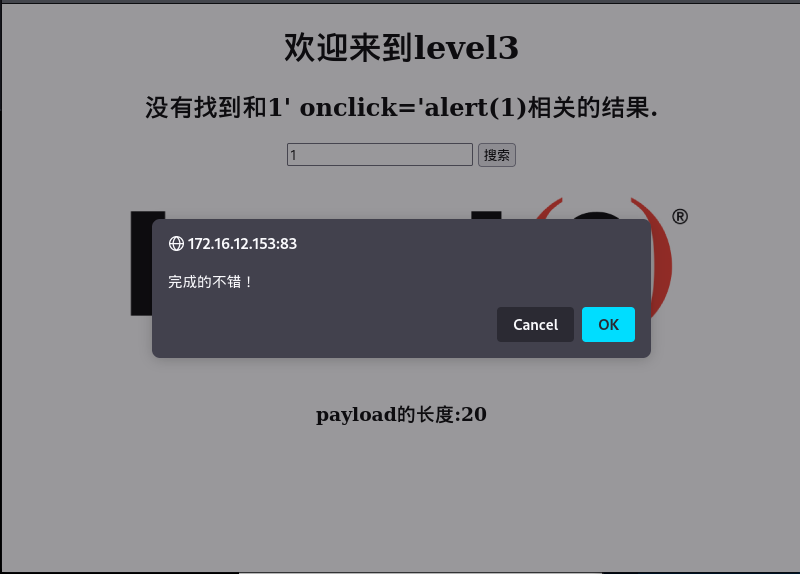 欢迎来到level3
没有找到和1' onclick='alert(1)相关的结果.
1 搜索
®
172.16.12.153:83
完成的不错！
Cancel OK
payload的长度:20